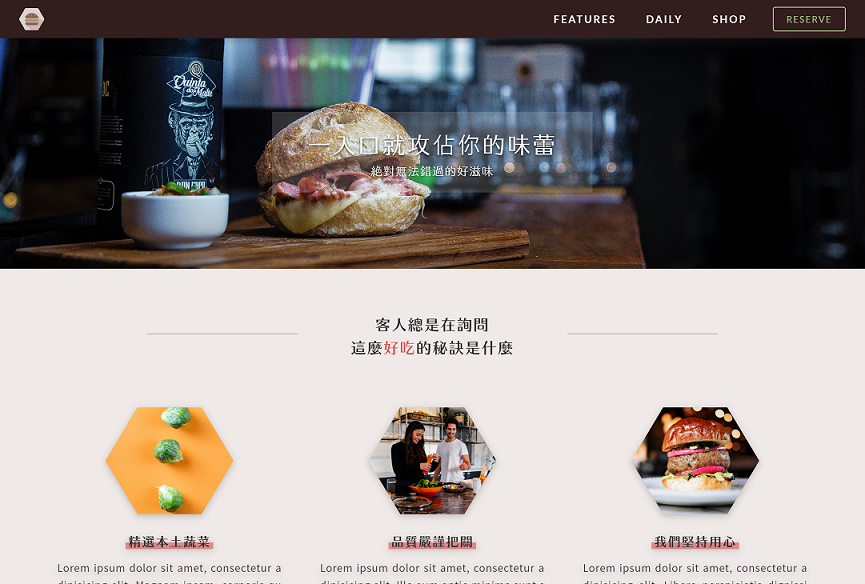 FEATURES
DAILY
SHOP
RESERVE
Quinta
dos Malts
一入口就攻佔你的味蕾
絕對無法錯過的好滋味
客人總是在詢問
這麼好吃的秘訣是什麼
精選本土蔬菜
品質嚴謹把關
我們堅持用心
Lorem ipsum dolor sit amet, consectetur a
Lorem ipsum dolor sit amet, consectetur a
Lorem ipsum dolor sit amet, consectetur a